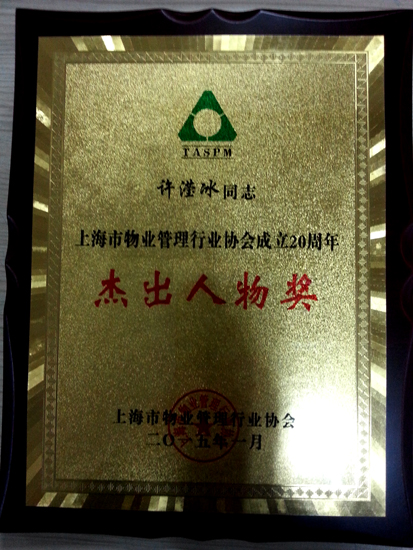 TASPM
许滢冰同志
上海市物业管理行业协会成立20周年
杰出人物奖
上海市物业管理行业协会
二〇一五年一月